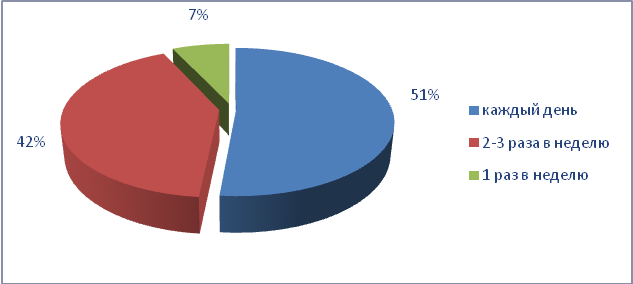 7%
51%
42%
каждый день
2-3 раза в неделю
1 раз в неделю